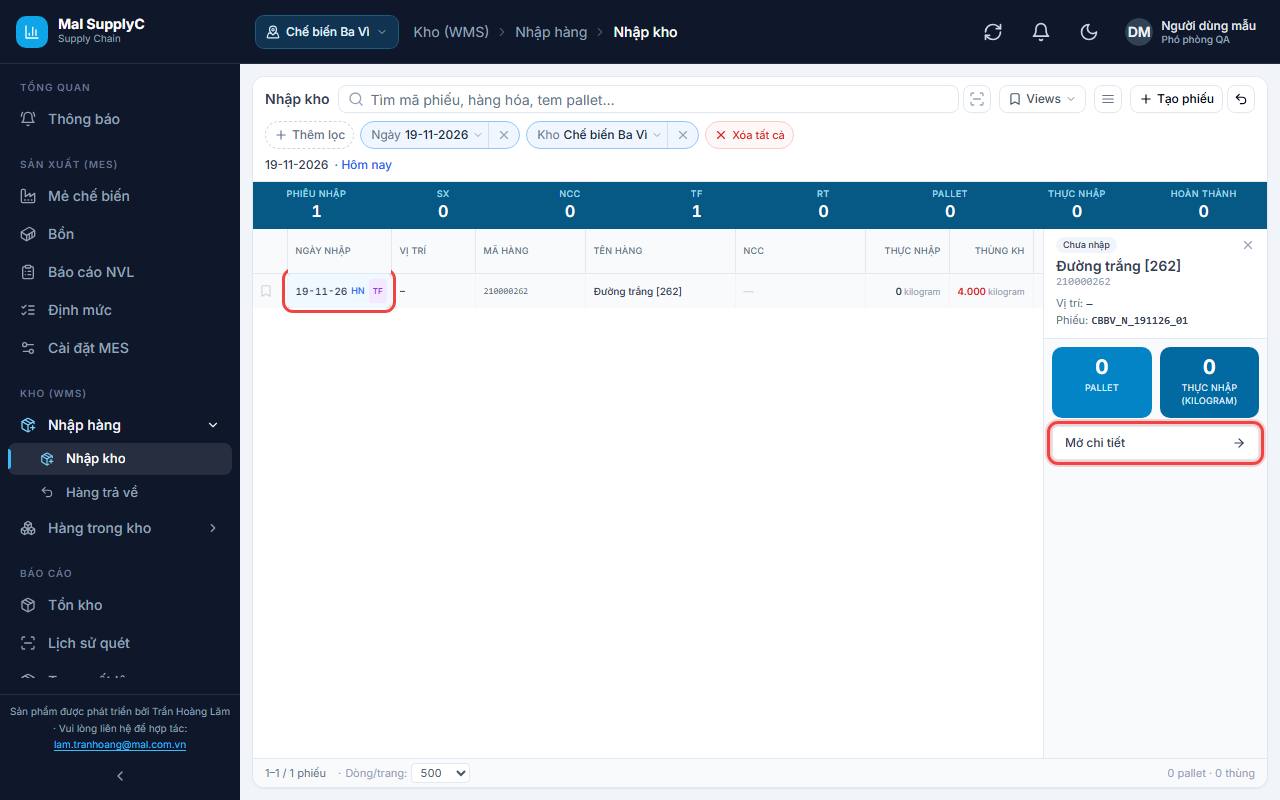 Mal SupplyC
Supply Chain
Chế biến Ba Vì
Kho (WMS) > Nhập hàng > Nhập kho
DM
Người dùng mẫu
Phó phòng QA
TỔNG QUAN
Thông báo
SẢN XUẤT (MES)
Mẻ chế biến
Bồn
Báo cáo NVL
Định mức
Cài đặt MES
KHO (WMS)
Nhập hàng
Nhập kho
Hàng trả về
Hàng trong kho
BÁO CÁO
Tồn kho
Lịch sử quét
Sản phẩm được phát triển bởi Trần Hoàng Lâm
· Vui lòng liên hệ để hợp tác:
lam.tranhoang@mal.com.vn
Nhập kho
Tìm mã phiếu, hàng hóa, tem pallet...
Views
Tạo phiếu
Thêm lọc
Ngày 19-11-2026
Kho Chế biến Ba Vì
Xóa tất cả
19-11-2026 · Hôm nay
PHIẾU NHẬP SX NCC TF RT PALLET THỰC NHẬP HOÀN THÀNH
1 0 0 1 0 0 0 0
NGÀY NHẬP VỊ TRÍ MÃ HÀNG TÊN HÀNG NCC THỰC NHẬP THÙNG KH
19-11-26 HN TF – 210000262 Đường trắng [262] — 0 kilogram 4.000 kilogram
Chưa nhập
Đường trắng [262]
210000262
Vị trí: –
Phiếu: CBBV_N_191126_01
0
PALLET
0
THỰC NHẬP
(KILOGRAM)
Mở chi tiết
1–1 / 1 phiếu · Dòng/trang: 500
0 pallet · 0 thùng